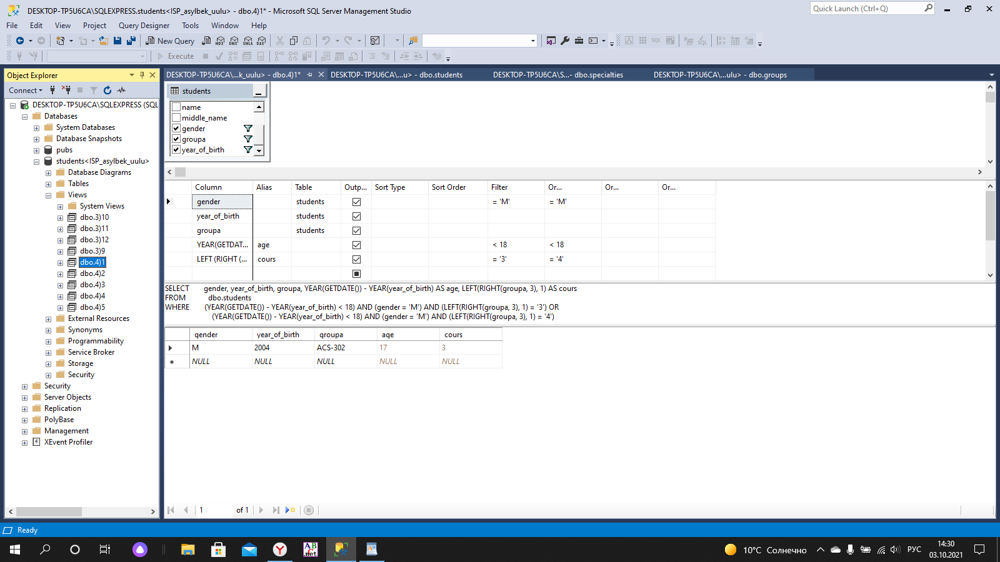 DESKTOP-TP5U6CA\SQLEXPRESS.students<ISP_asylbek_uulu> - dbo.4)1* - Microsoft SQL Server Management Studio
Quick Launch (Ctrl+Q)
File Edit View Project Query Designer Tools Window Help
New Query MDX DMX XMLA DAX
Execute
Object Explorer
Connect
DESKTOP-TP5U6CA\SQLEXPRESS (SQL
Databases
System Databases
Database Snapshots
pubs
students<ISP_asylbek_uulu>
Database Diagrams
Tables
Views
System Views
dbo.3)10
dbo.3)11
dbo.3)12
dbo.3)9
dbo.4)1
dbo.4)2
dbo.4)3
dbo.4)4
dbo.4)5
External Resources
Synonyms
Programmability
Service Broker
Storage
Security
Security
Server Objects
Replication
PolyBase
Management
XEvent Profiler
DESKTOP-TP5U6CA\...k_uulu> - dbo.4)1* DESKTOP-TP5U6CA\...u> - dbo.students DESKTOP-TP5U6CA\S...- dbo.specialties DESKTOP-TP5U6CA\...ulu> - dbo.groups
students
name
middle_name
gender
groupa
year_of_birth
Column Alias Table Outp... Sort Type Sort Order Filter Or... Or... Or...
gender students = 'M' = 'M'
year_of_birth students
groupa students
YEAR(GETDAT... age < 18 < 18
LEFT (RIGHT (... cours = '3' = '4'
SELECT gender, year_of_birth, groupa, YEAR(GETDATE()) - YEAR(year_of_birth) AS age, LEFT(RIGHT(groupa, 3), 1) AS cours
FROM dbo.students
WHERE (YEAR(GETDATE()) - YEAR(year_of_birth) < 18) AND (gender = 'M') AND (LEFT(RIGHT(groupa, 3), 1) = '3') OR
(YEAR(GETDATE()) - YEAR(year_of_birth) < 18) AND (gender = 'M') AND (LEFT(RIGHT(groupa, 3), 1) = '4')
gender year_of_birth groupa age cours
M 2004 ACS-302 17 3
NULL NULL NULL NULL NULL
1 of 1
Ready
ABC.net
10°C Солнечно
РУС
14:30
03.10.2021